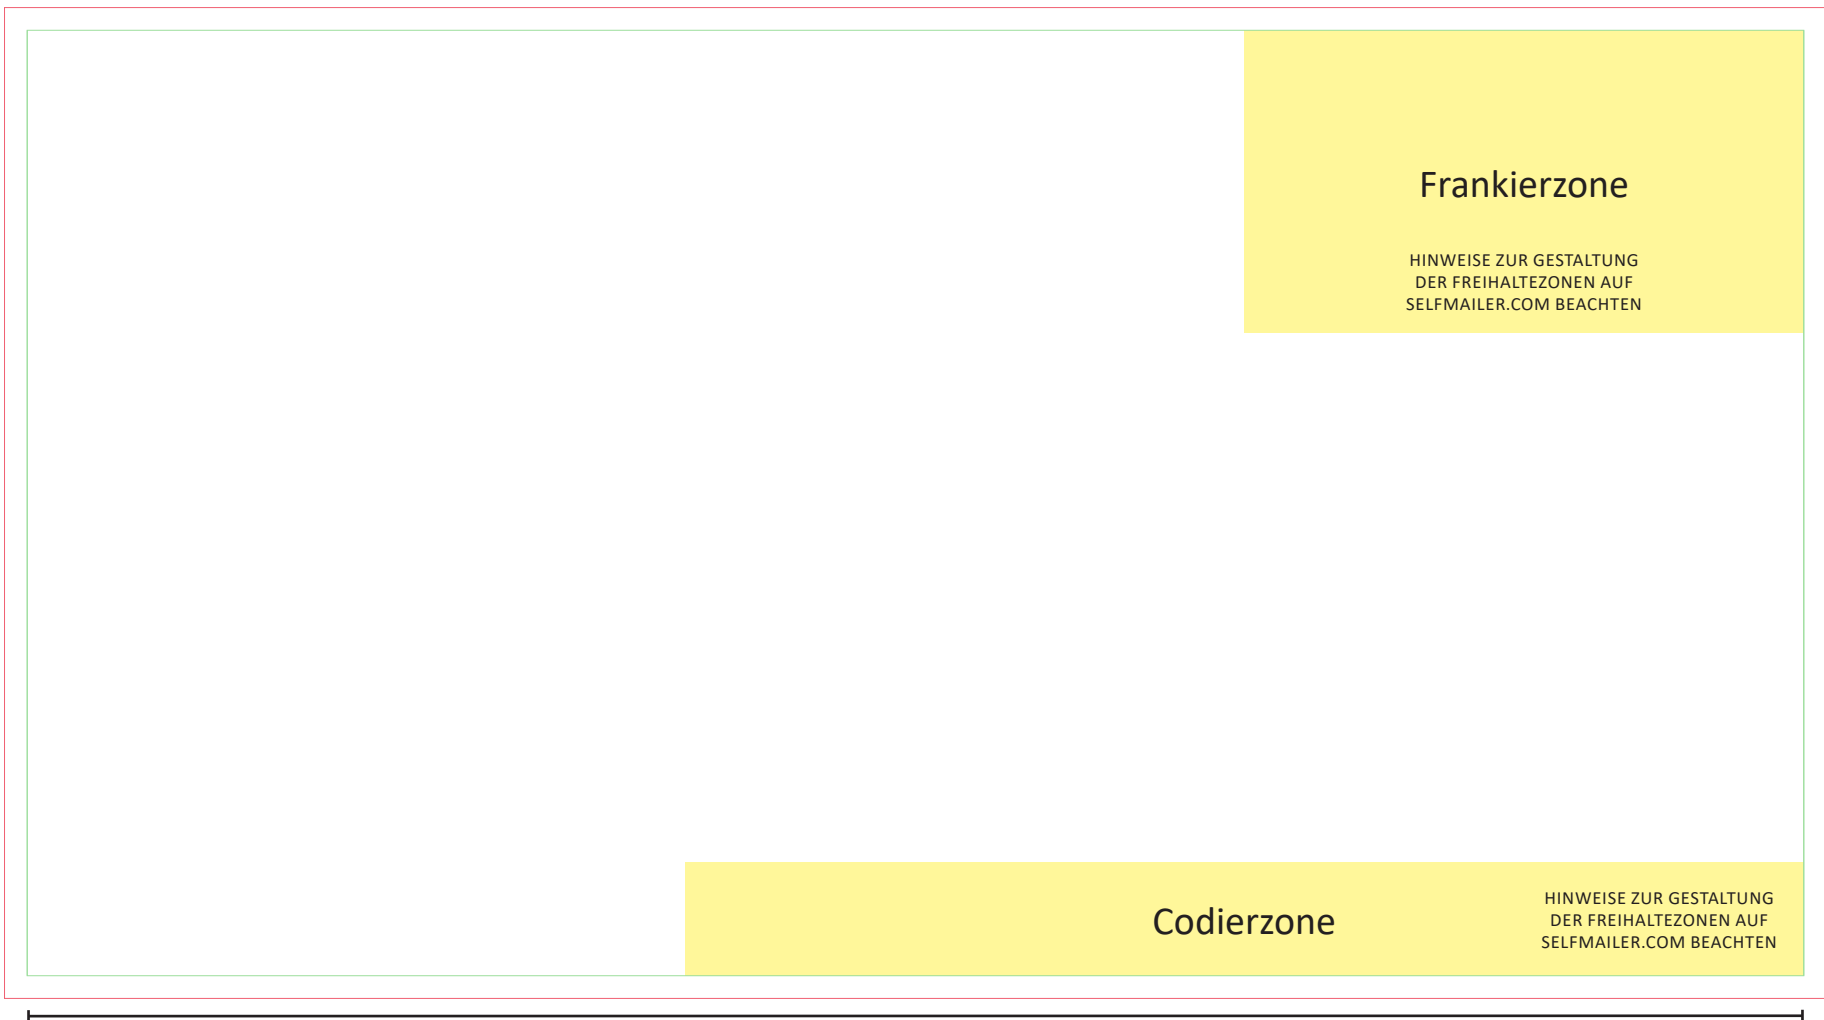 Frankierzone
HINWEISE ZUR GESTALTUNG
DER FREIHALTEZONEN AUF
SELFMAILER.COM BEACHTEN
Codierzone
HINWEISE ZUR GESTALTUNG
DER FREIHALTEZONEN AUF
SELFMAILER.COM BEACHTEN